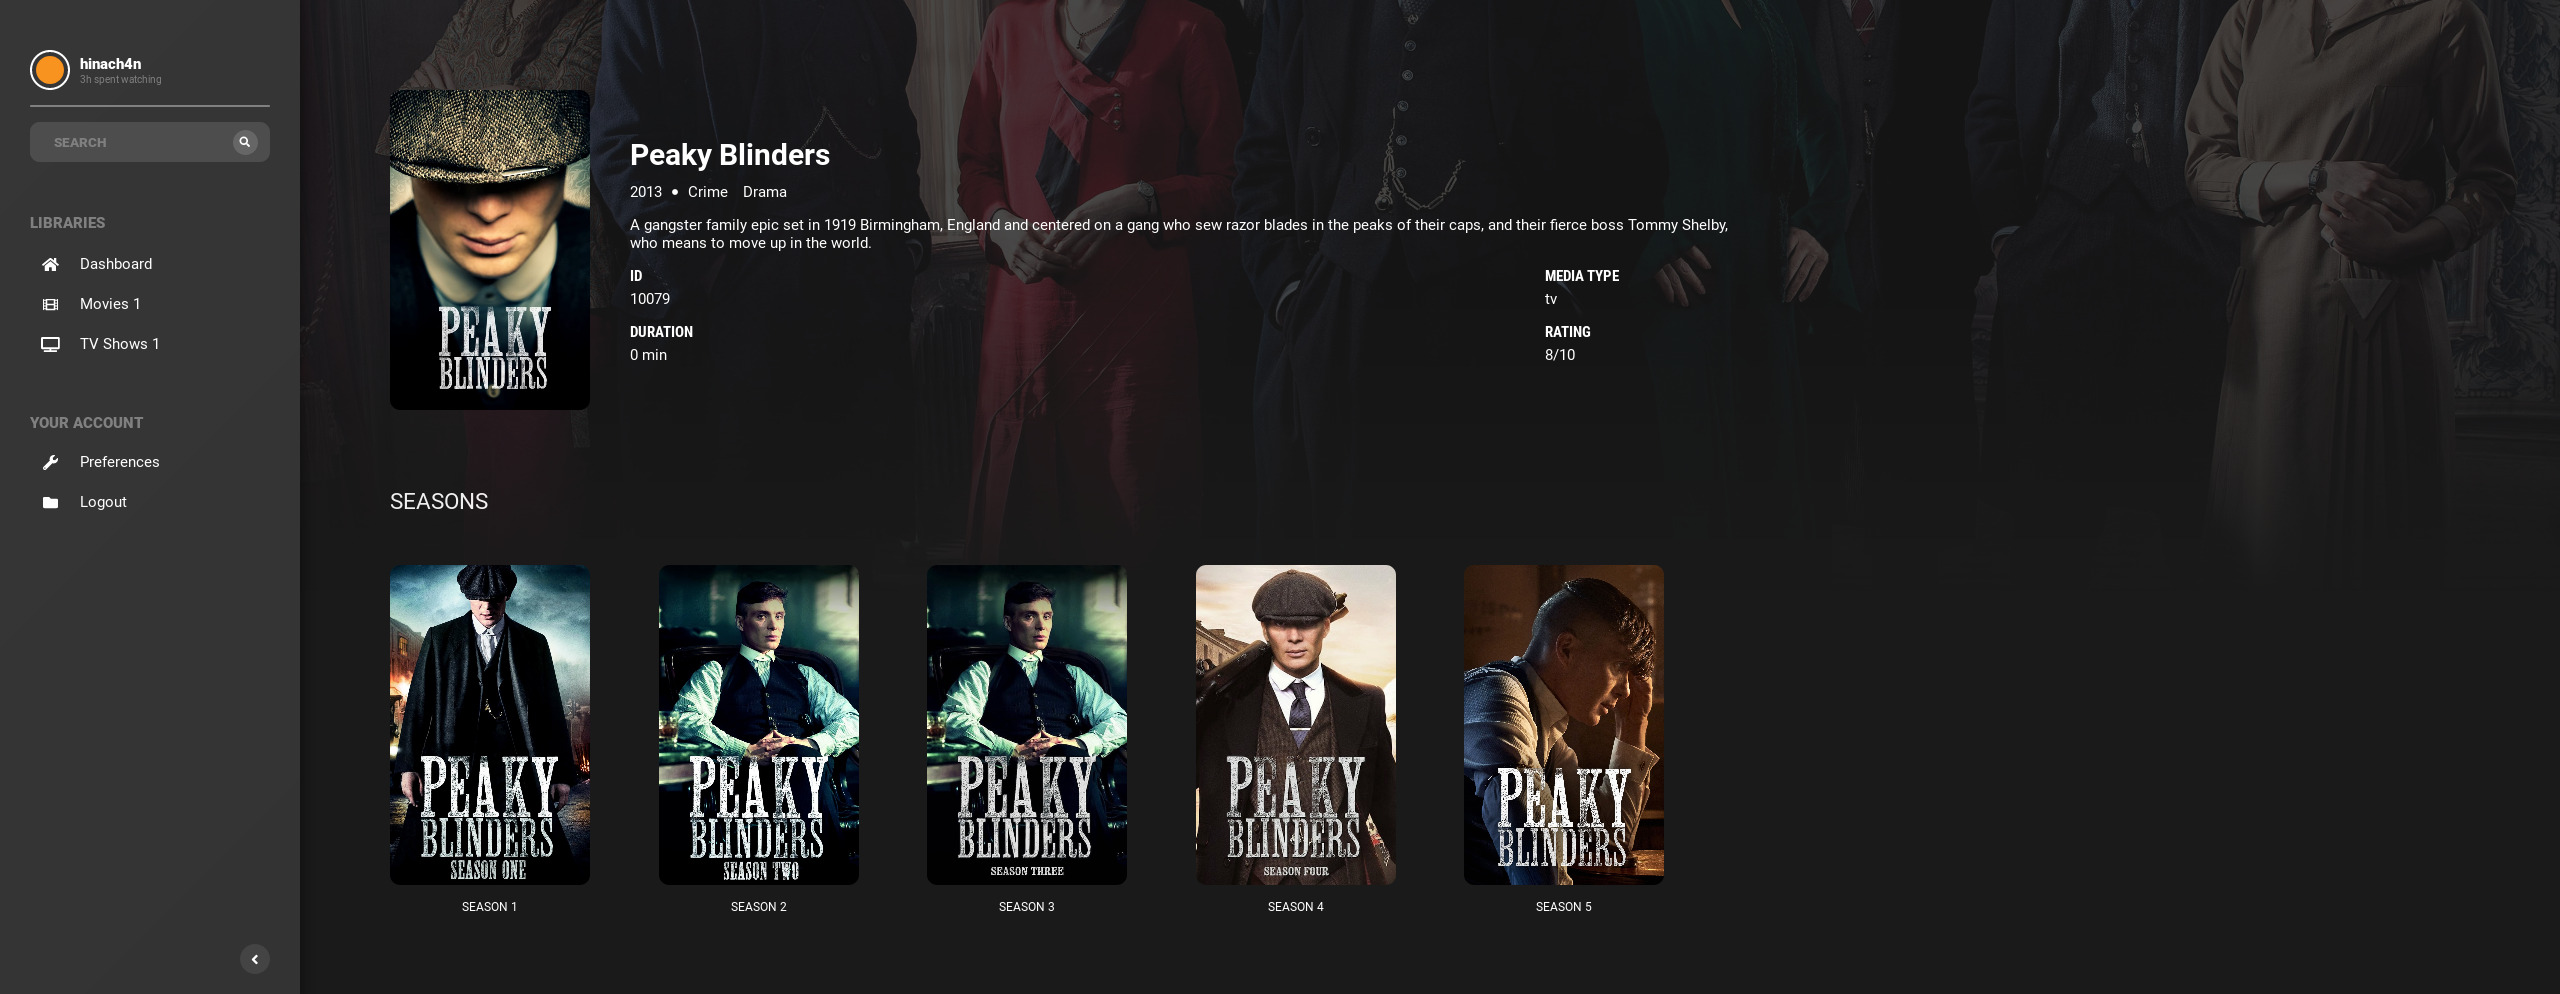 hinach4n
3h spent watching
SEARCH
LIBRARIES
Dashboard
Movies 1
TV Shows 1
YOUR ACCOUNT
Preferences
Logout
PEAKY
BLINDERS
Peaky Blinders
2013 • Crime Drama
A gangster family epic set in 1919 Birmingham, England and centered on a gang who sew razor blades in the peaks of their caps, and their fierce boss Tommy Shelby,
who means to move up in the world.
ID
10079
MEDIA TYPE
tv
DURATION
0 min
RATING
8/10
SEASONS
PEAKY
BLINDERS
SEASON ONE
SEASON 1
PEAKY
BLINDERS
SEASON TWO
SEASON 2
PEAKY
BLINDERS
SEASON THREE
SEASON 3
PEAKY
BLINDERS
SEASON FOUR
SEASON 4
PEAKY
BLINDERS
SEASON 5